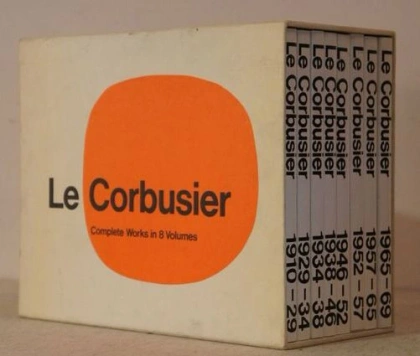 Le Corbusier
Complete Works in 8 Volumes
Le Corbusier 1910–29
Le Corbusier 1929–34
Le Corbusier 1934–38
Le Corbusier 1938–46
Le Corbusier 1946–52
Le Corbusier 1952–57
Le Corbusier 1957–65
Le Corbusier 1965–69